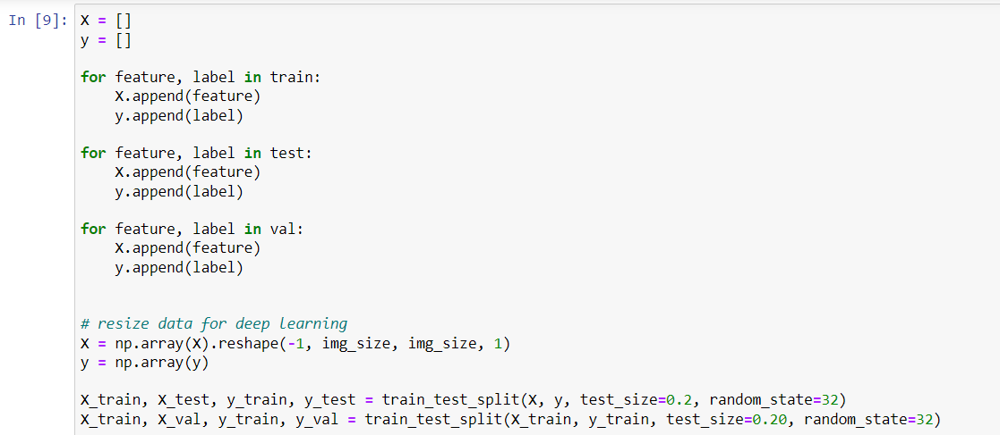 In [9]: X = []
y = []
for feature, label in train:
    X.append(feature)
    y.append(label)
for feature, label in test:
    X.append(feature)
    y.append(label)
for feature, label in val:
    X.append(feature)
    y.append(label)
# resize data for deep learning
X = np.array(X).reshape(-1, img_size, img_size, 1)
y = np.array(y)
X_train, X_test, y_train, y_test = train_test_split(X, y, test_size=0.2, random_state=32)
X_train, X_val, y_train, y_val = train_test_split(X_train, y_train, test_size=0.20, random_state=32)